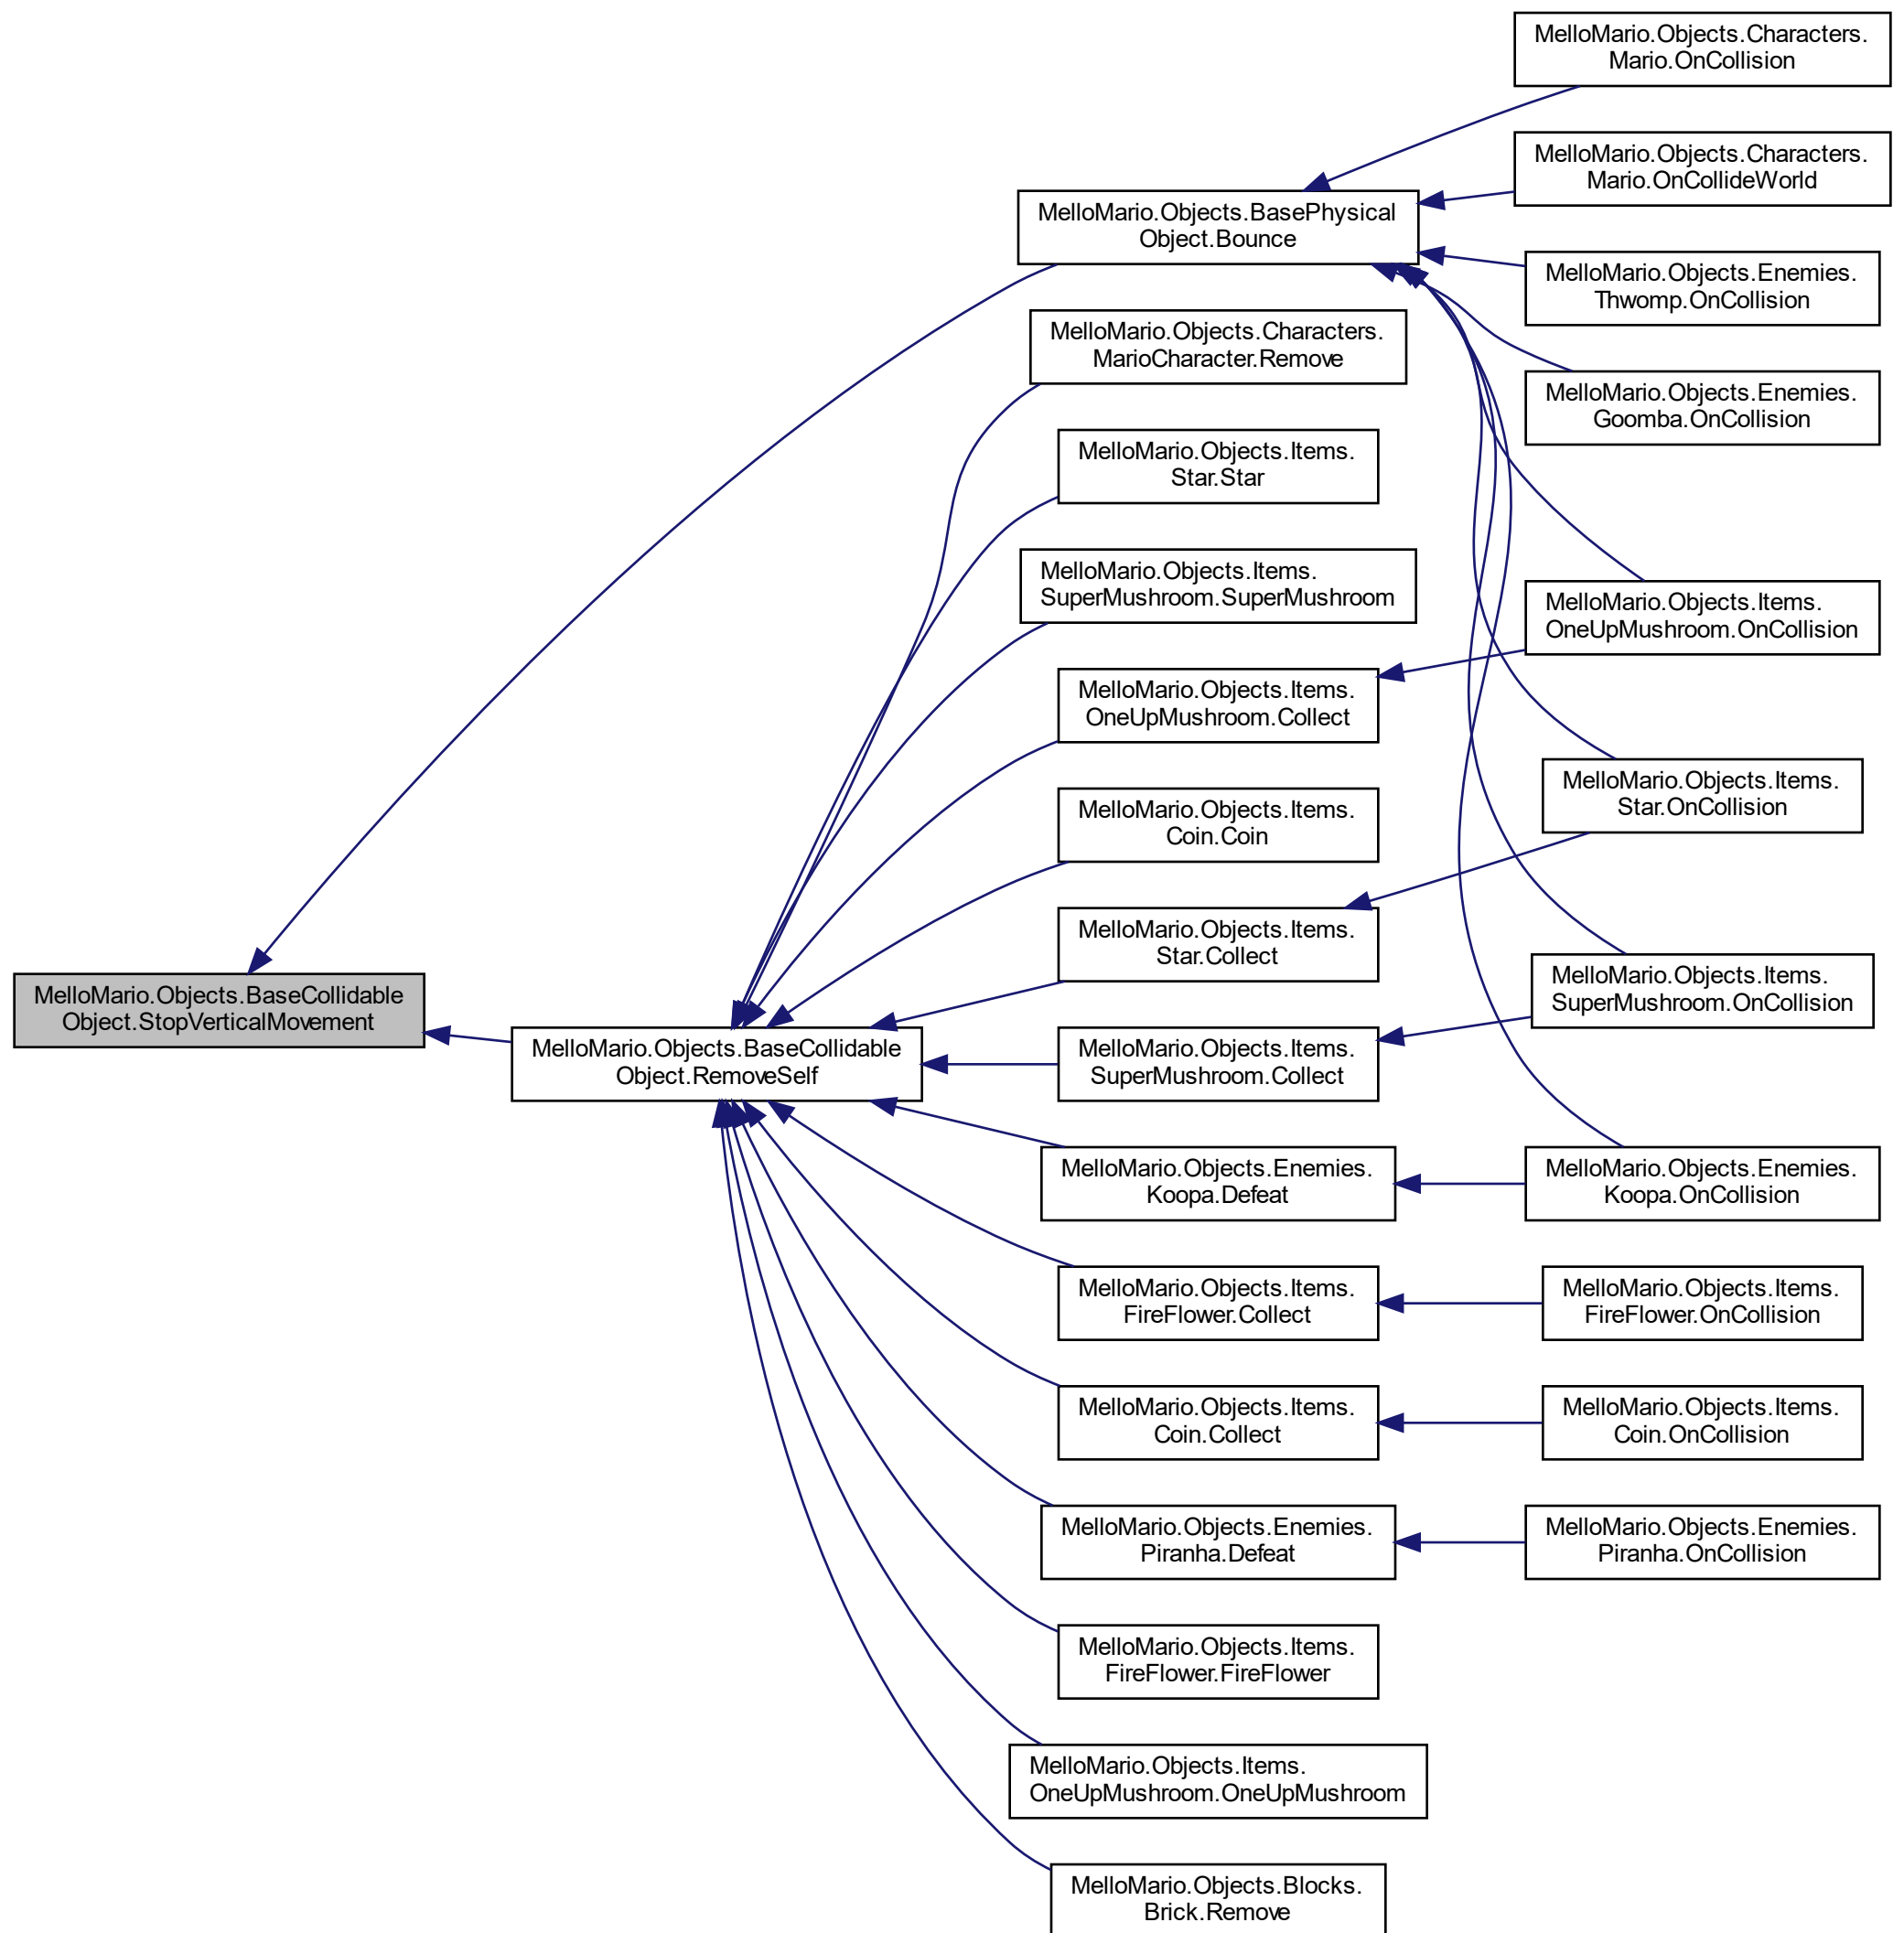 MelloMario.Objects.BaseCollidable
Object.StopVerticalMovement
MelloMario.Objects.BasePhysical
Object.Bounce
MelloMario.Objects.BaseCollidable
Object.RemoveSelf
MelloMario.Objects.Characters.
MarioCharacter.Remove
MelloMario.Objects.Items.
Star.Star
MelloMario.Objects.Items.
SuperMushroom.SuperMushroom
MelloMario.Objects.Items.
OneUpMushroom.Collect
MelloMario.Objects.Items.
Coin.Coin
MelloMario.Objects.Items.
Star.Collect
MelloMario.Objects.Items.
SuperMushroom.Collect
MelloMario.Objects.Enemies.
Koopa.Defeat
MelloMario.Objects.Items.
FireFlower.Collect
MelloMario.Objects.Items.
Coin.Collect
MelloMario.Objects.Enemies.
Piranha.Defeat
MelloMario.Objects.Items.
FireFlower.FireFlower
MelloMario.Objects.Items.
OneUpMushroom.OneUpMushroom
MelloMario.Objects.Blocks.
Brick.Remove
MelloMario.Objects.Characters.
Mario.OnCollision
MelloMario.Objects.Characters.
Mario.OnCollideWorld
MelloMario.Objects.Enemies.
Thwomp.OnCollision
MelloMario.Objects.Enemies.
Goomba.OnCollision
MelloMario.Objects.Items.
OneUpMushroom.OnCollision
MelloMario.Objects.Items.
Star.OnCollision
MelloMario.Objects.Items.
SuperMushroom.OnCollision
MelloMario.Objects.Enemies.
Koopa.OnCollision
MelloMario.Objects.Items.
FireFlower.OnCollision
MelloMario.Objects.Items.
Coin.OnCollision
MelloMario.Objects.Enemies.
Piranha.OnCollision